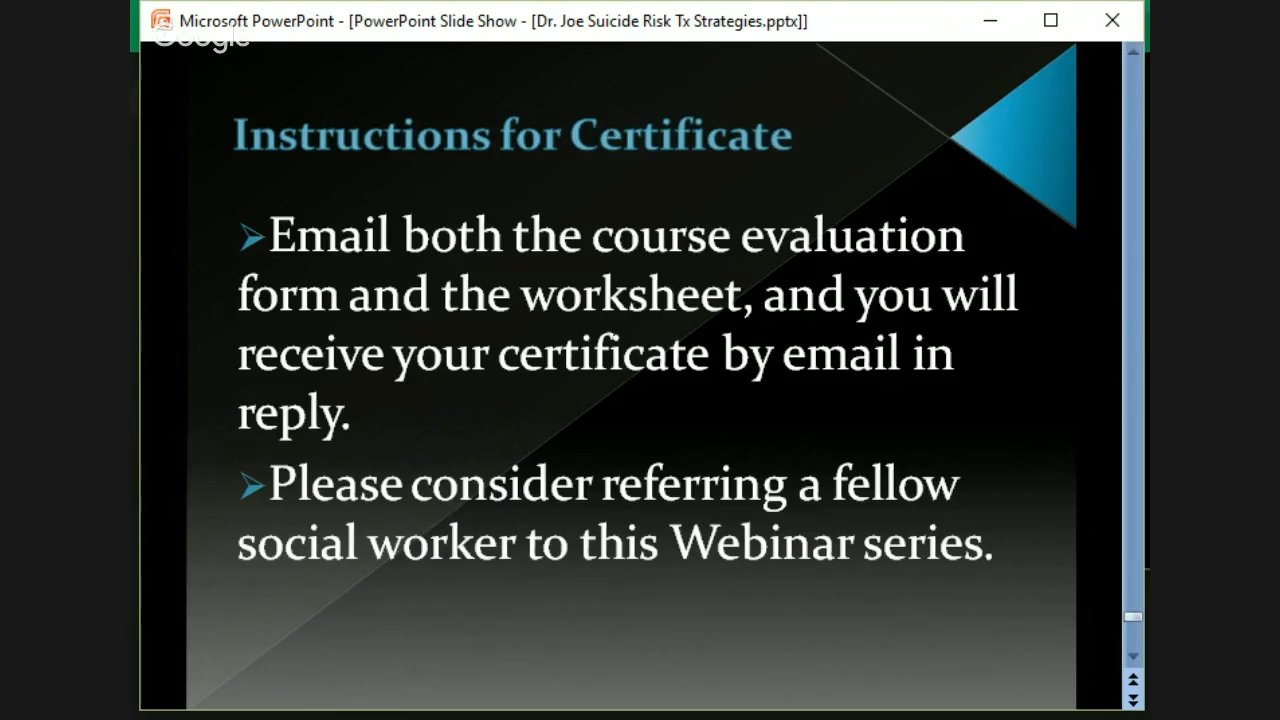 Microsoft PowerPoint - [PowerPoint Slide Show - [Dr. Joe Suicide Risk Tx Strategies.pptx]]
Google
Instructions for Certificate
➢Email both the course evaluation
form and the worksheet, and you will
receive your certificate by email in
reply.
➢Please consider referring a fellow
social worker to this Webinar series.